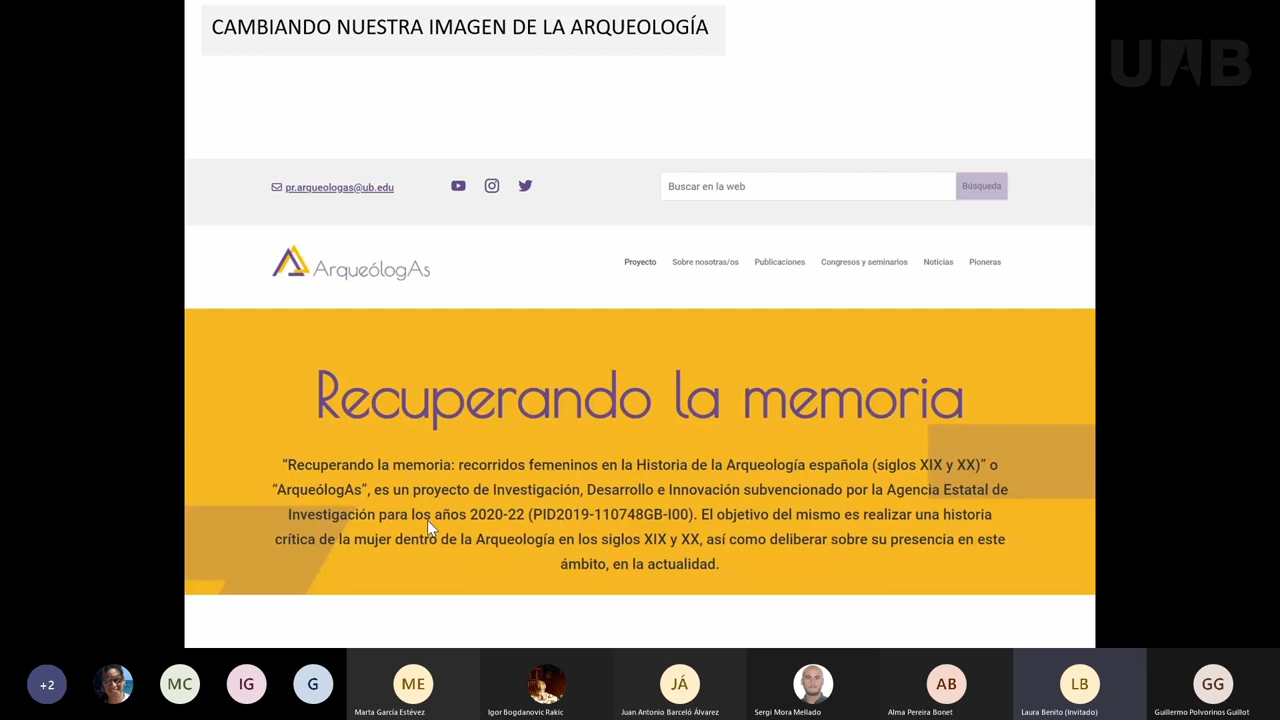 CAMBIANDO NUESTRA IMAGEN DE LA ARQUEOLOGÍA
UAB
pr.arqueologas@ub.edu
Buscar en la web
Búsqueda
ArqueólogAs
Proyecto Sobre nosotras/os Publicaciones Congresos y seminarios Noticias Pioneras
Recuperando la memoria
“Recuperando la memoria: recorridos femeninos en la Historia de la Arqueología española (siglos XIX y XX)” o
“ArqueólogAs”, es un proyecto de Investigación, Desarrollo e Innovación subvencionado por la Agencia Estatal de
Investigación para los años 2020-22 (PID2019-110748GB-I00). El objetivo del mismo es realizar una historia
crítica de la mujer dentro de la Arqueología en los siglos XIX y XX, así como deliberar sobre su presencia en este
ámbito, en la actualidad.
+2 MC IG G ME JÁ AB LB GG
Marta García Estévez Igor Bogdanovic Rakic Juan Antonio Barceló Álvarez Sergi Mora Mellado Alma Pereira Bonet Laura Benito (Invitado) Guillermo Polvorinos Guillot